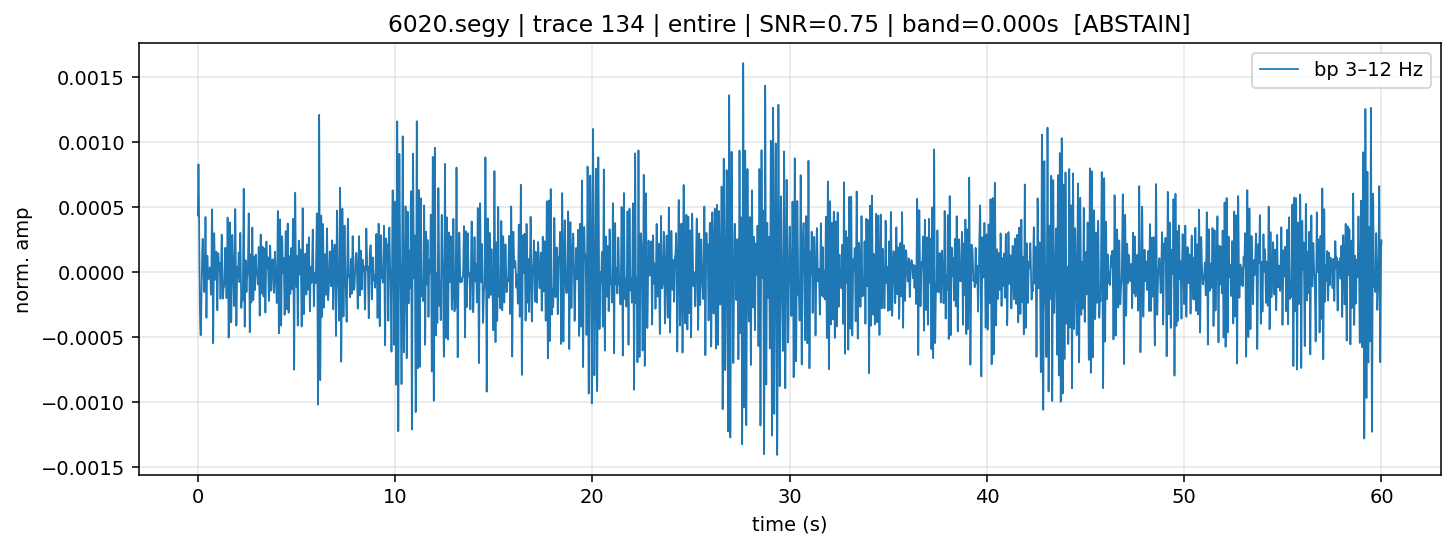 6020.segy | trace 134 | entire | SNR=0.75 | band=0.000s [ABSTAIN]
bp 3–12 Hz
norm. amp
0.0015
0.0010
0.0005
0.0000
−0.0005
−0.0010
−0.0015
0 10 20 30 40 50 60
time (s)